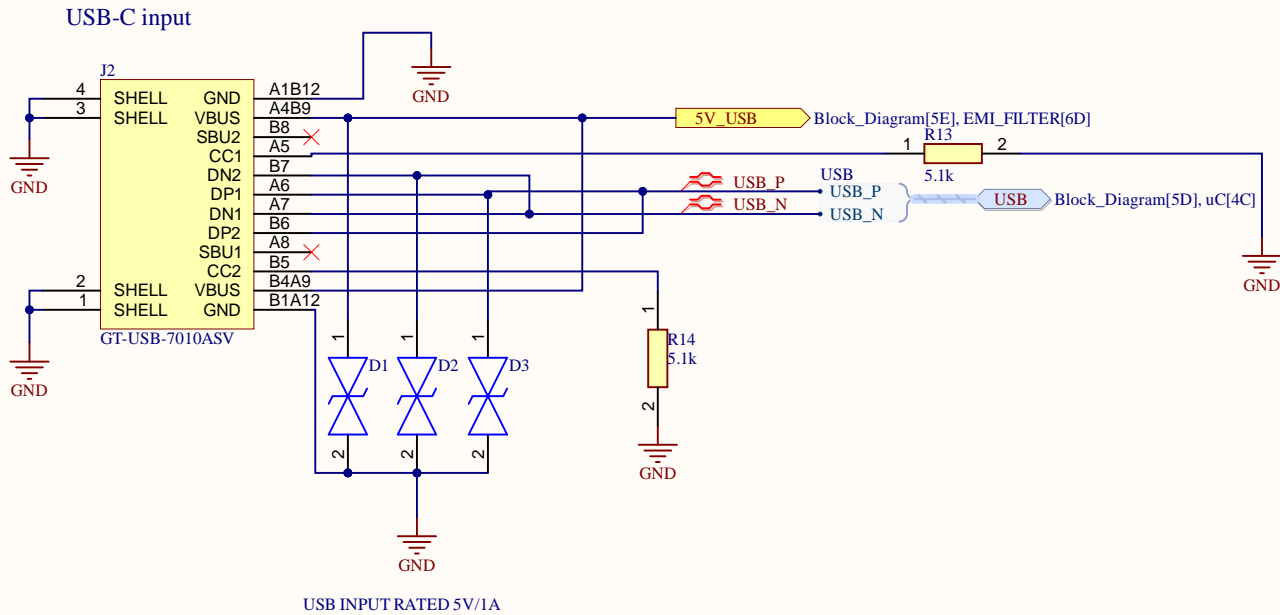 USB-C input
J2
4 SHELL GND A1B12
3 SHELL VBUS A4B9
SBU2 B8
CC1 A5
DN2 B7
DP1 A6
DN1 A7
DP2 B6
SBU1 A8
CC2 B5
2 SHELL VBUS B4A9
1 SHELL GND B1A12
GT-USB-7010ASV
GND
GND
GND
5V_USB Block_Diagram[5E], EMI_FILTER[6D]
R13
1 2
5.1k
USB
USB_P USB_P
USB_N USB_N
USB Block_Diagram[5D], uC[4C]
GND
1 D1 2
1 D2 2
1 D3 2
GND
1
R14
5.1k
2
GND
USB INPUT RATED 5V/1A